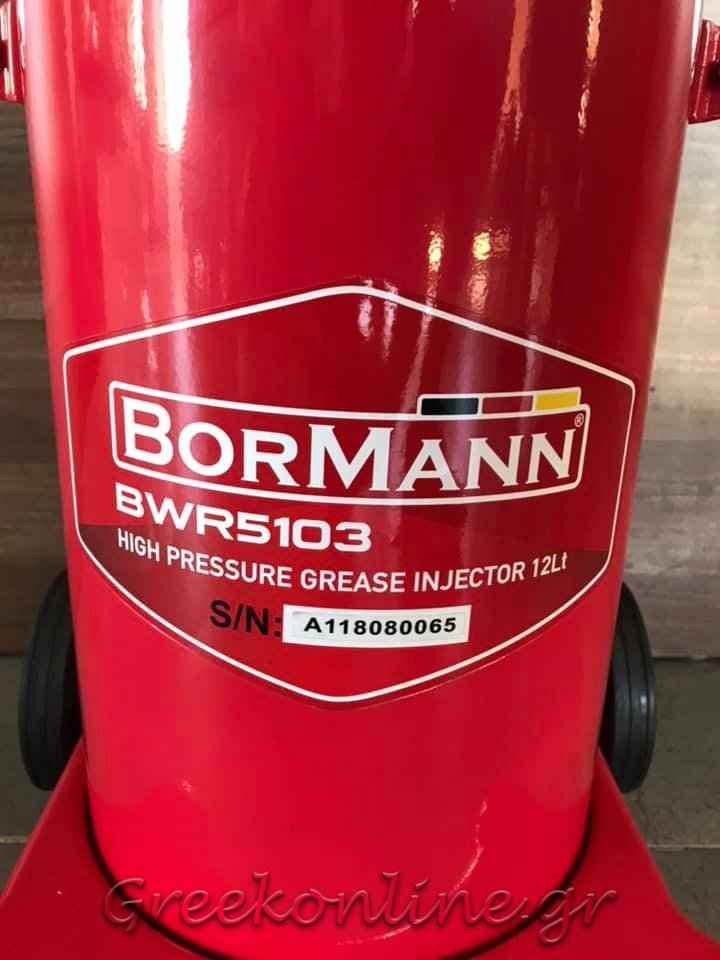 BORMANN®
BWR5103
HIGH PRESSURE GREASE INJECTOR 12Lt
S/N: A118080065
Greekonline.gr